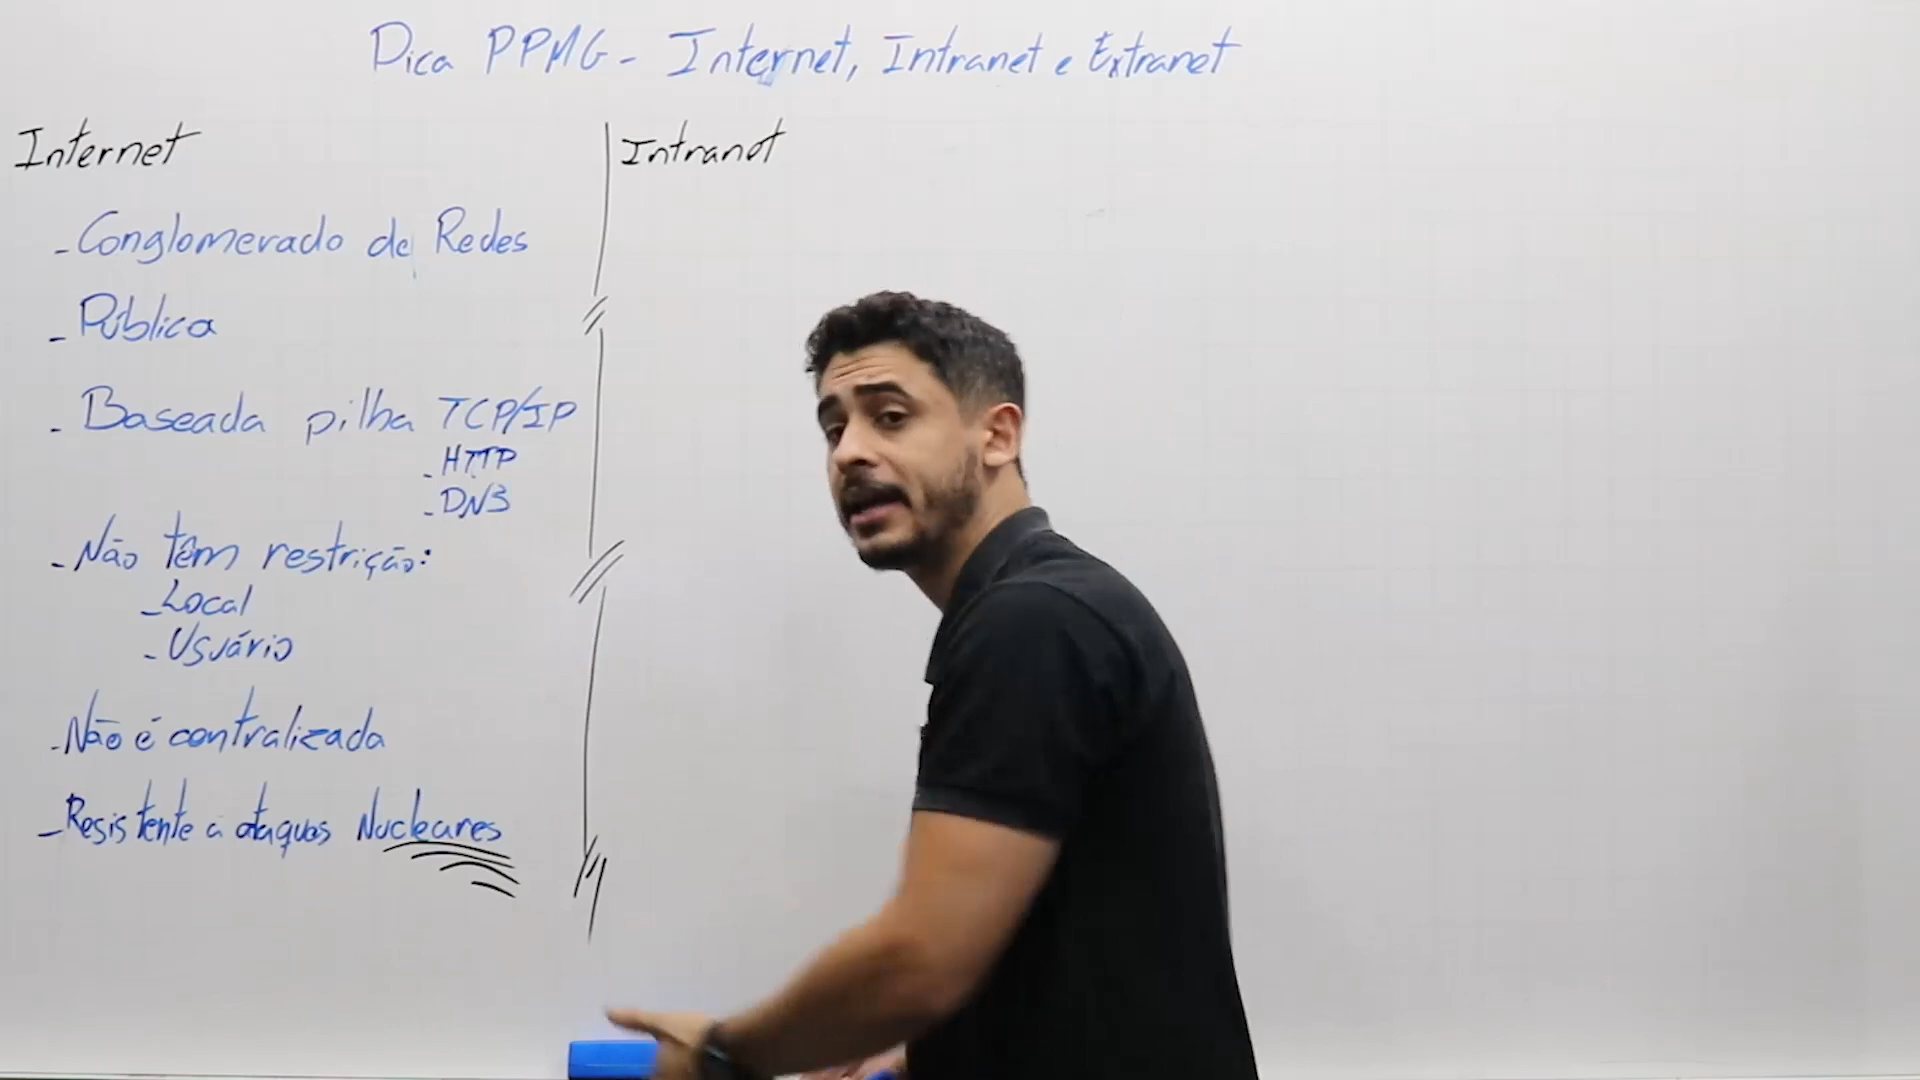 Dica PPMG - Internet, Intranet e Extranet
Internet
- Conglomerado de Redes
- Pública
- Baseada pilha TCP/IP
- HTTP
- DNS
- Não têm restrição:
- Local
- Usuário
- Não é centralizada
- Resistente a ataques Nucleares
Intranet